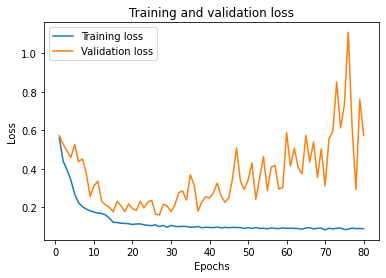 Training and validation loss
Training loss
Validation loss
Loss
1.0
0.8
0.6
0.4
0.2
0 10 20 30 40 50 60 70 80
Epochs